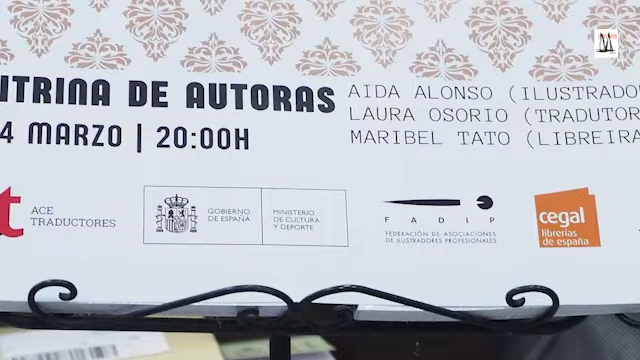 ITRINA DE AUTORAS
4 MARZO | 20:00H
AIDA ALONSO (ILUSTRADO
LAURA OSORIO (TRADUTOR
MARIBEL TATO (LIBREIRA
t
ACE
TRADUCTORES
GOBIERNO
DE ESPAÑA
MINISTERIO
DE CULTURA
Y DEPORTE
FADIP
FEDERACIÓN DE ASOCIACIONES
DE ILUSTRADORES PROFESIONALES
cegal
librerías
de españa